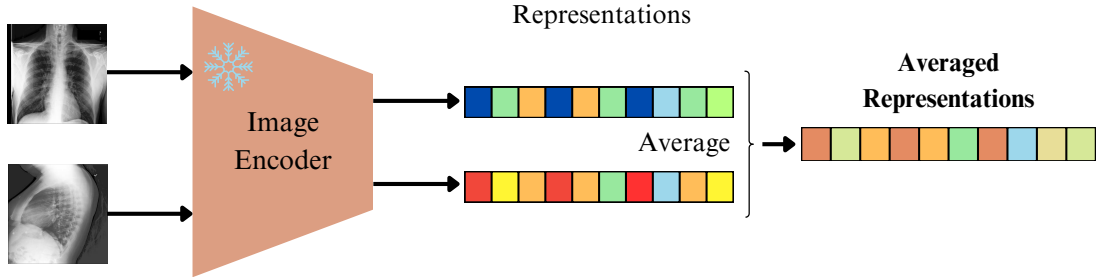 Representations
Image
Encoder
Average
Averaged
Representations